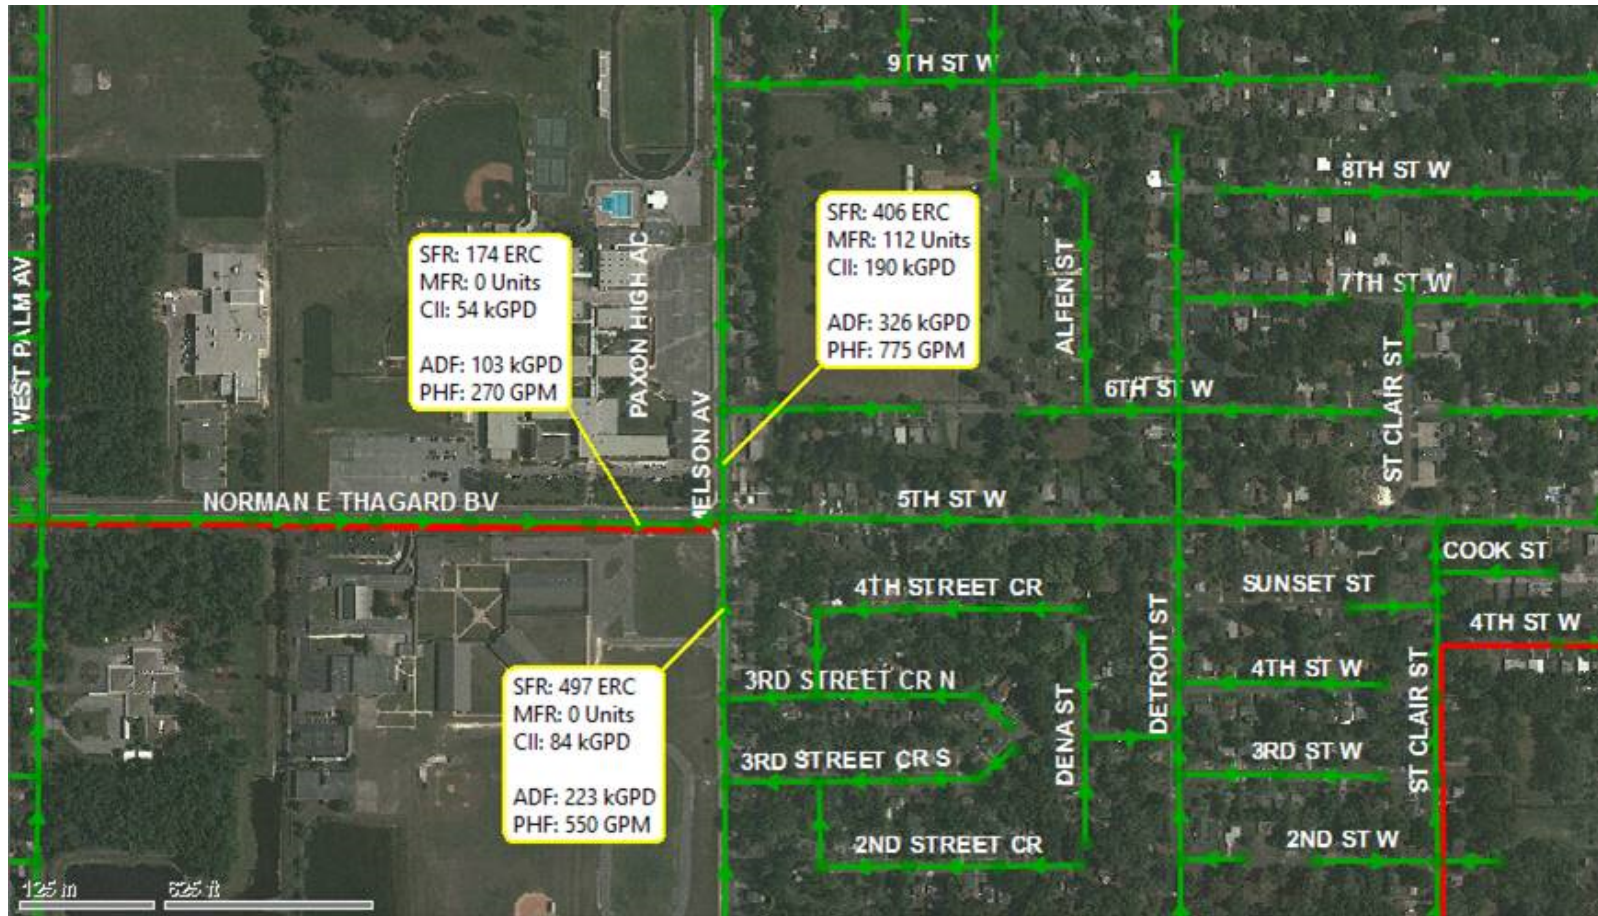 9TH ST W
8TH ST W
SFR: 406 ERC
MFR: 112 Units
CII: 190 kGPD
ADF: 326 kGPD
PHF: 775 GPM
SFR: 174 ERC
MFR: 0 Units
CII: 54 kGPD
ADF: 103 kGPD
PHF: 270 GPM
PAXON HIGH AC
ALFEN ST
7TH ST W
WEST PALM AV
6TH ST W
ST CLAIR ST
MELSON AV
NORMAN E THAGARD BV
5TH ST W
COOK ST
4TH STREET CR
SUNSET ST
4TH ST W
DETROIT ST
SFR: 497 ERC
MFR: 0 Units
CII: 84 kGPD
ADF: 223 kGPD
PHF: 550 GPM
3RD STREET CR N
4TH ST W
DENA ST
ST CLAIR ST
3RD STREET CR S
3RD ST W
2ND STREET CR
2ND ST W
125 m
625 ft